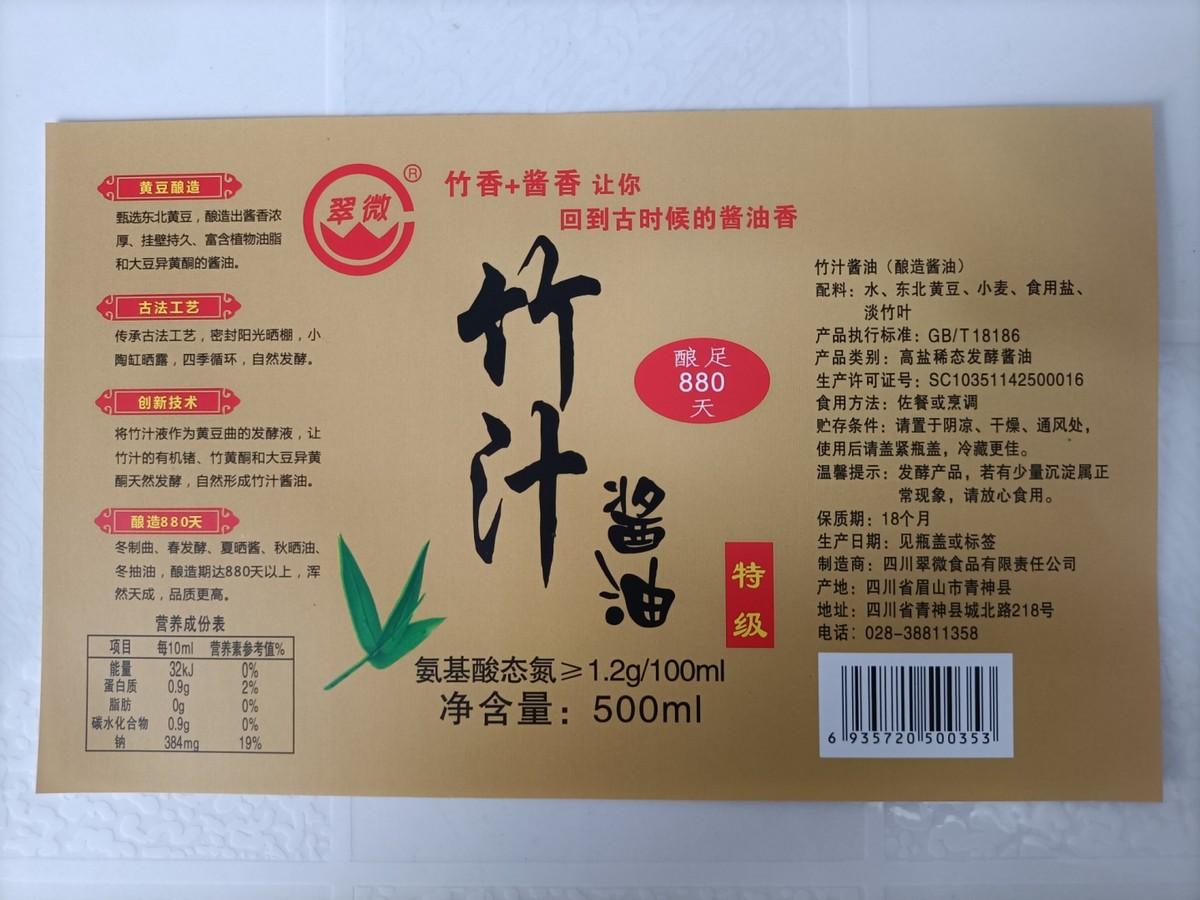 黄豆酿造
甄选东北黄豆，酿造出酱香浓
厚、挂壁持久、富含植物油脂
和大豆异黄酮的酱油。
古法工艺
传承古法工艺，密封阳光晒棚，小
陶缸晒露，四季循环，自然发酵。
创新技术
将竹汁液作为黄豆曲的发酵液，让
竹汁的有机锗、竹黄酮和大豆异黄
酮天然发酵，自然形成竹汁酱油。
酿造880天
冬制曲、春发酵、夏晒酱、秋晒油、
冬抽油，酿造期达880天以上，浑
然天成，品质更高。
营养成份表
项目 每10ml 营养素参考值%
能量 32kJ 0%
蛋白质 0.9g 2%
脂肪 0g 0%
碳水化合物 0.9g 0%
钠 384mg 19%
翠微 ®
竹香+酱香 让你
回到古时候的酱油香
竹汁
酱油
酿足
880
天
特级
氨基酸态氮≥1.2g/100ml
净含量：500ml
竹汁酱油（酿造酱油）
配料：水、东北黄豆、小麦、食用盐、
淡竹叶
产品执行标准：GB/T18186
产品类别：高盐稀态发酵酱油
生产许可证号：SC10351142500016
食用方法：佐餐或烹调
贮存条件：请置于阴凉、干燥、通风处，
使用后请盖紧瓶盖，冷藏更佳。
温馨提示：发酵产品，若有少量沉淀属正
常现象，请放心食用。
保质期：18个月
生产日期：见瓶盖或标签
制造商：四川翠微食品有限责任公司
产地：四川省眉山市青神县
地址：四川省青神县城北路218号
电话：028-38811358
6 935720 500353